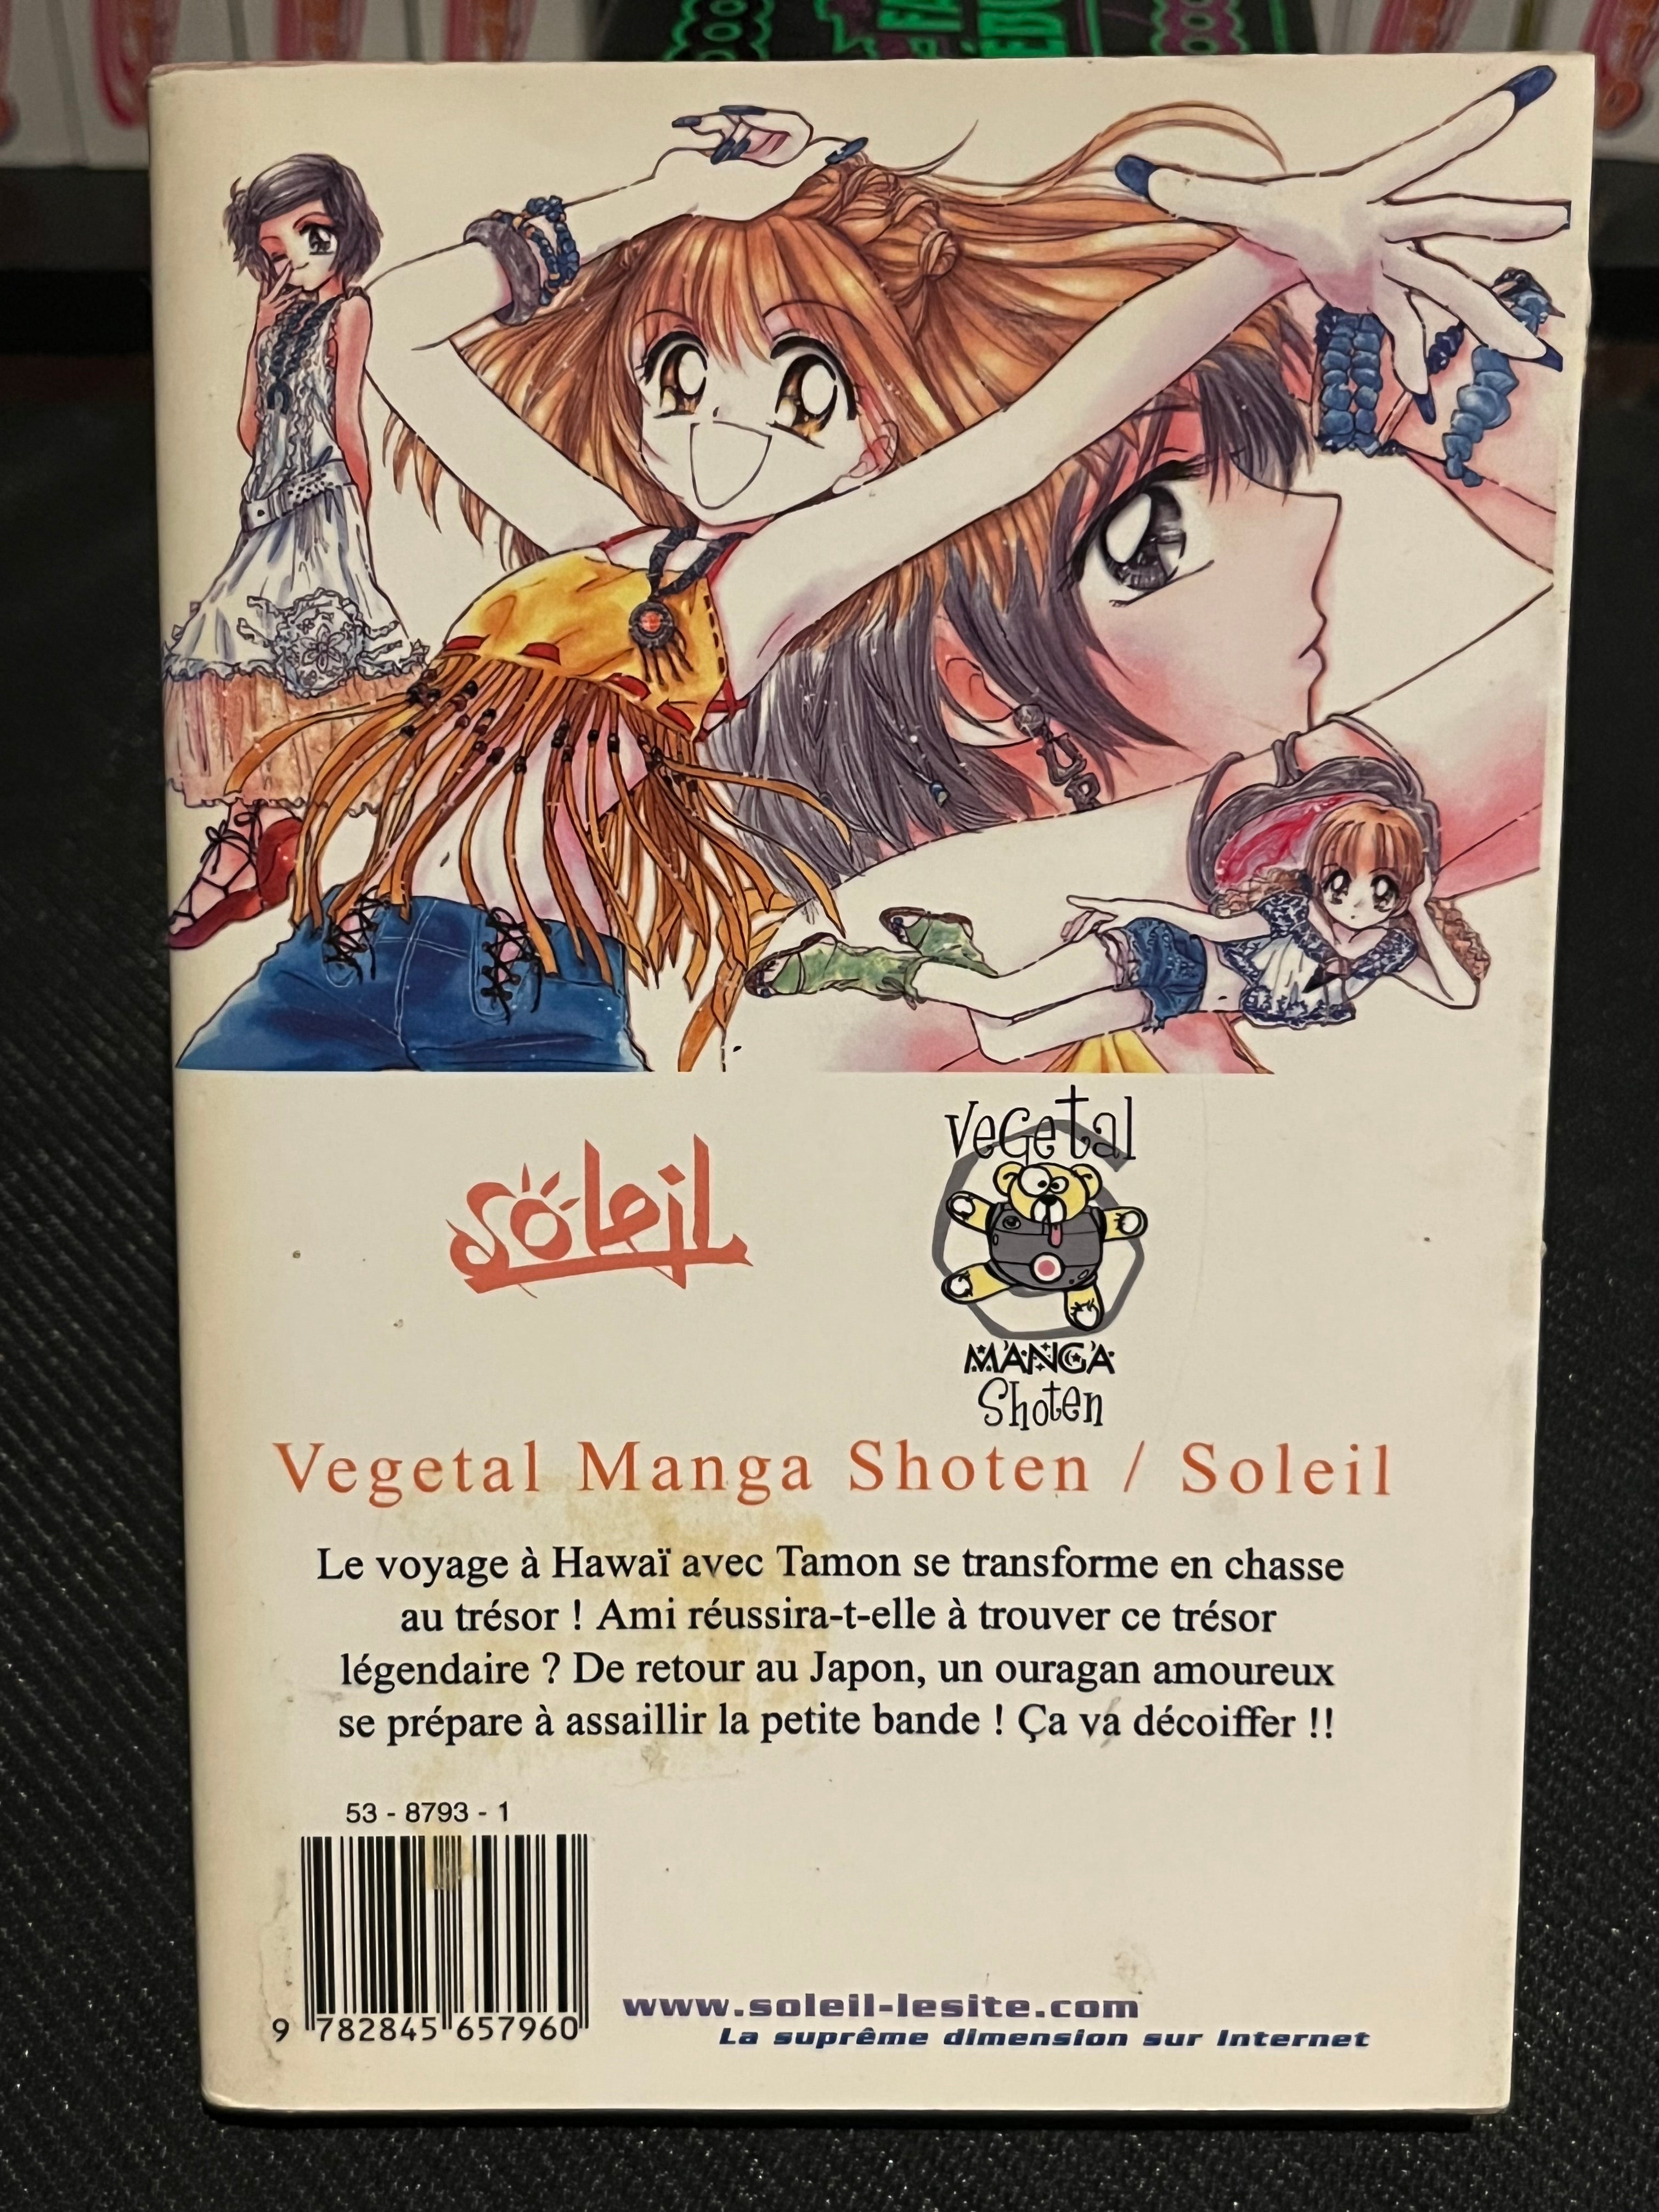 soleil
Vegetal
MANGA
Shoten
Vegetal Manga Shoten / Soleil
Le voyage à Hawaï avec Tamon se transforme en chasse
au trésor ! Ami réussira-t-elle à trouver ce trésor
légendaire ? De retour au Japon, un ouragan amoureux
se prépare à assaillir la petite bande ! Ça va décoiffer !!
53 - 8793 - 1
9 782845 657960
www.soleil-lesite.com
La suprême dimension sur Internet